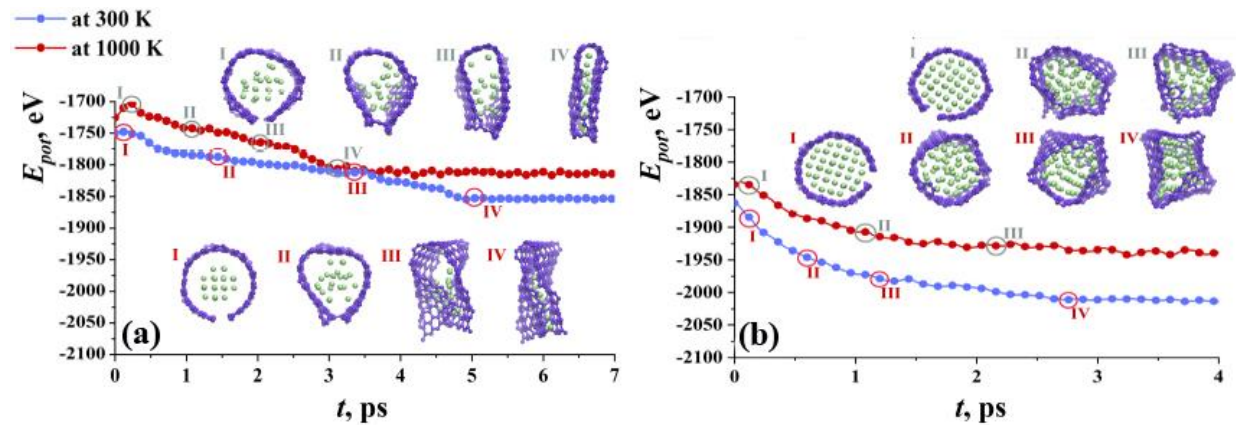 at 300 K
at 1000 K
I II III IV
I II III
I II III IV
-1700
-1750
-1800
-1850
-1900
-1950
-2000
-2050
-2100
E_pot, eV
I II III IV
I II III IV
I II III IV
(a)
0 1 2 3 4 5 6 7
t, ps
-1700
-1750
-1800
-1850
-1900
-1950
-2000
-2050
-2100
E_pot, eV
I II III
I II III IV
(b)
0 1 2 3 4
t, ps